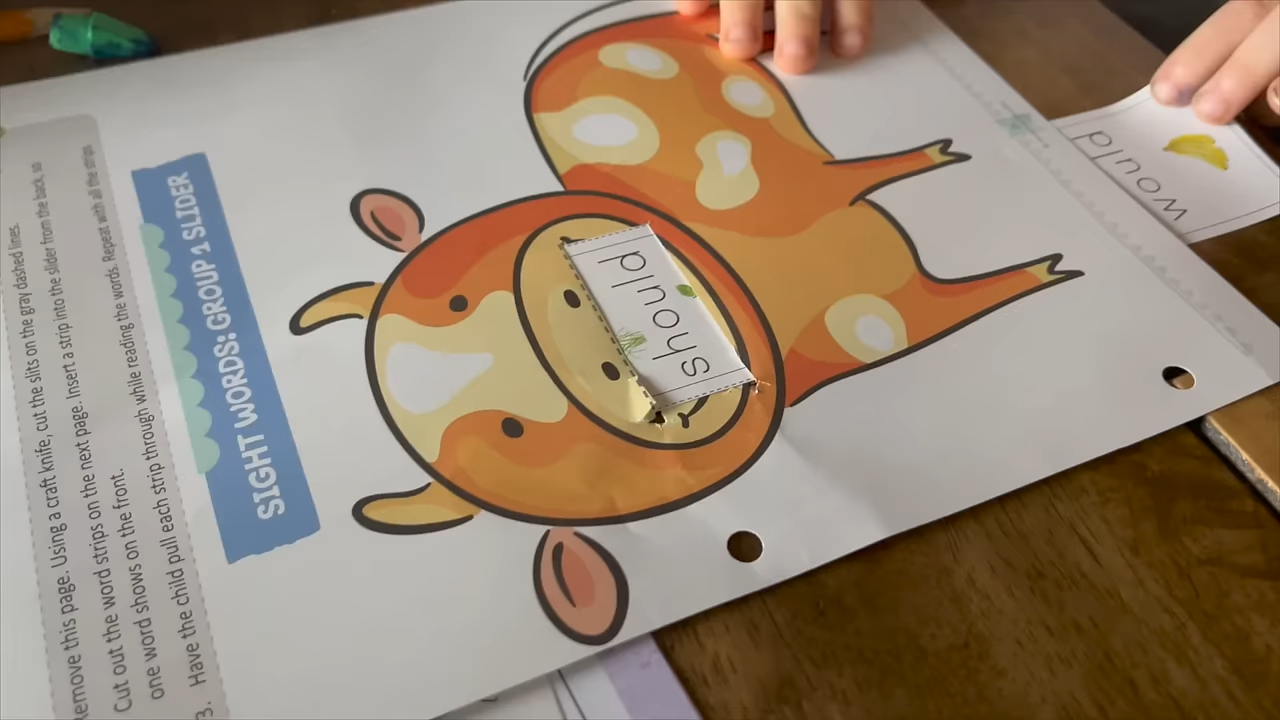 SIGHT WORDS: GROUP 1 SLIDER
Remove this page. Using a craft knife, cut the slits on the gray dashed lines.
Cut out the word strips on the next page. Insert a strip into the slider from the back, so
one word shows on the front.
3. Have the child pull each strip through while reading the words. Repeat with all the strips
should
would